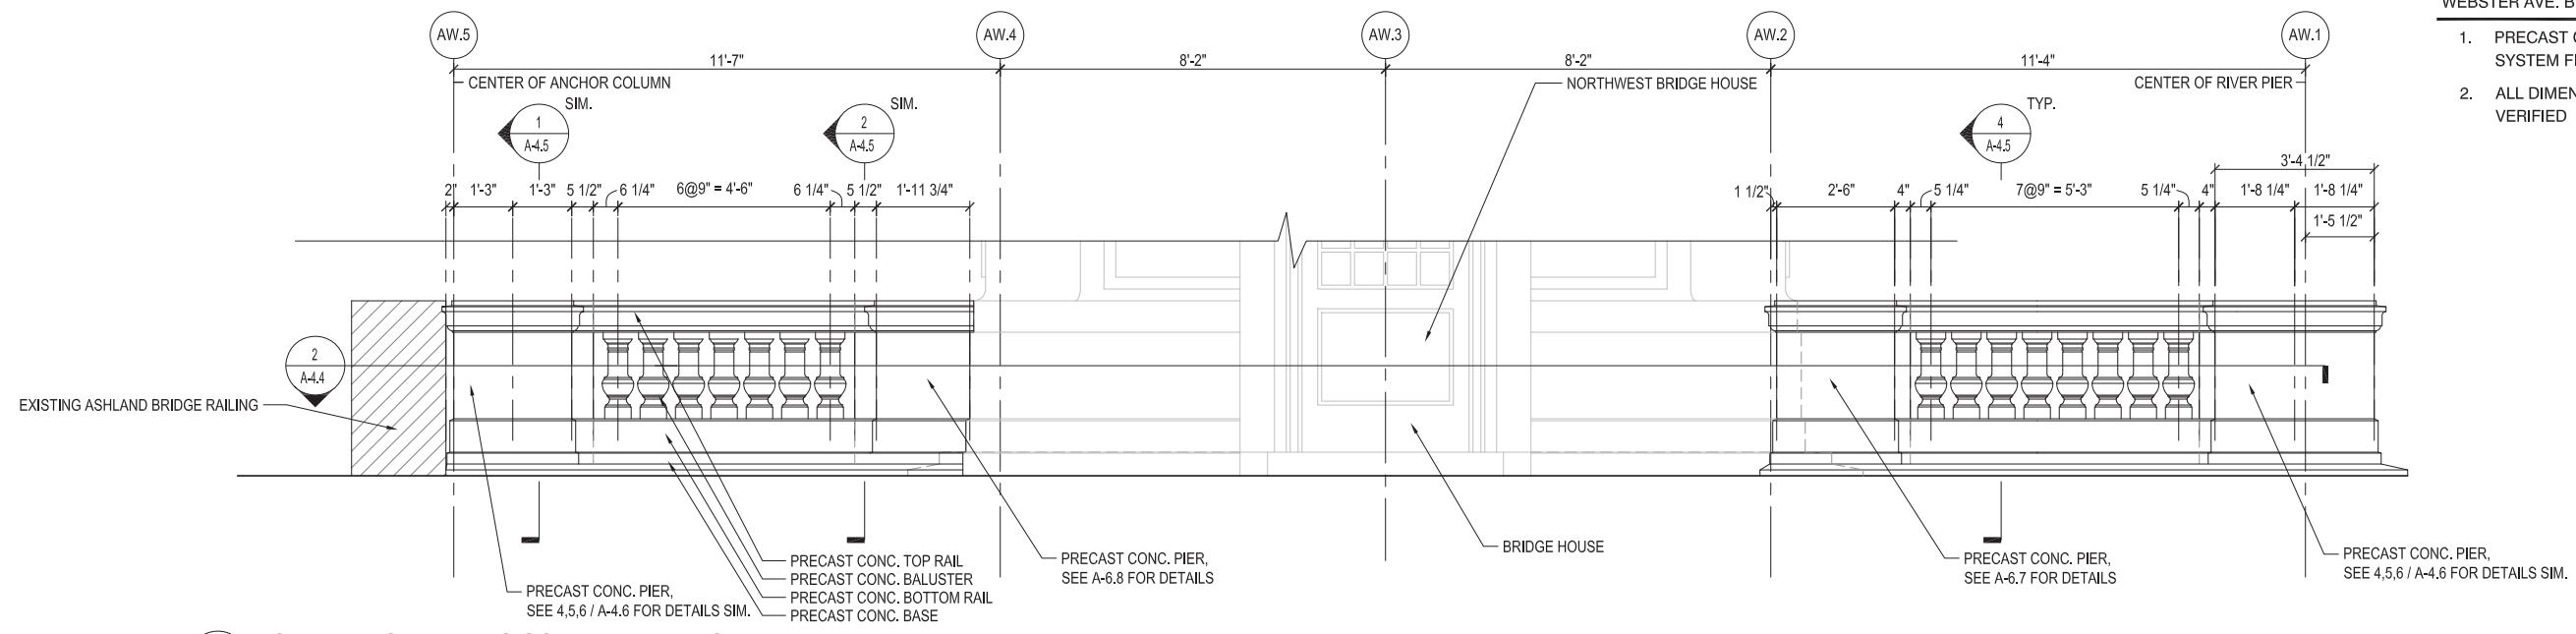 WEBSTER AVE. B
AW.5
AW.4
AW.3
AW.2
AW.1
1. PRECAST
SYSTEM
2. ALL
VERIFIED
11'-7"
8'-2"
8'-2"
11'-4"
CENTER OF ANCHOR COLUMN
NORTHWEST BRIDGE HOUSE
CENTER OF RIVER PIER
SIM.
SIM.
TYP.
1
A-4.5
2
A-4.5
4
A-4.5
3'-4 1/2"
2" 1'-3" 1'-3" 5 1/2" 6 1/4" 6@9" = 4'-6" 6 1/4" 5 1/2" 1'-11 3/4"
1 1/2" 2'-6" 4" 5 1/4" 7@9" = 5'-3" 5 1/4" 4" 1'-8 1/4" 1'-8 1/4"
1'-5 1/2"
2
A-4.4
EXISTING ASHLAND BRIDGE RAILING
BRIDGE HOUSE
PRECAST CONC. TOP RAIL
PRECAST CONC. BALUSTER
PRECAST CONC. BOTTOM RAIL
PRECAST CONC. BASE
PRECAST CONC. PIER,
SEE 4,5,6 / A-4.6 FOR DETAILS SIM.
PRECAST CONC. PIER,
SEE A-6.8 FOR DETAILS
PRECAST CONC. PIER,
SEE A-6.7 FOR DETAILS
PRECAST CONC. PIER,
SEE 4,5,6 / A-4.6 FOR DETAILS SIM.